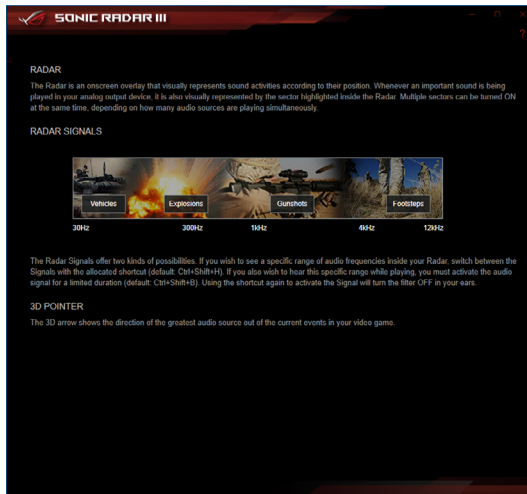 SONIC RADAR III
?
RADAR
The Radar is an onscreen overlay that visually represents sound activities according to their position. Whenever an important sound is being
played in your analog output device, it is also visually represented by the sector highlighted inside the Radar. Multiple sectors can be turned ON
at the same time, depending on how many audio sources are playing simultaneously.
RADAR SIGNALS
Vehicles Explosions Gunshots Footsteps
30Hz 300Hz 1kHz 4kHz 12kHz
The Radar Signals offer two kinds of possibilities. If you wish to see a specific range of audio frequencies inside your Radar, switch between the
Signals with the allocated shortcut (default: Ctrl+Shift+H). If you also wish to hear this specific range while playing, you must activate the audio
signal for a limited duration (default: Ctrl+Shift+B). Using the shortcut again to activate the Signal will turn the filter OFF in your ears.
3D POINTER
The 3D arrow shows the direction of the greatest audio source out of the current events in your video game.